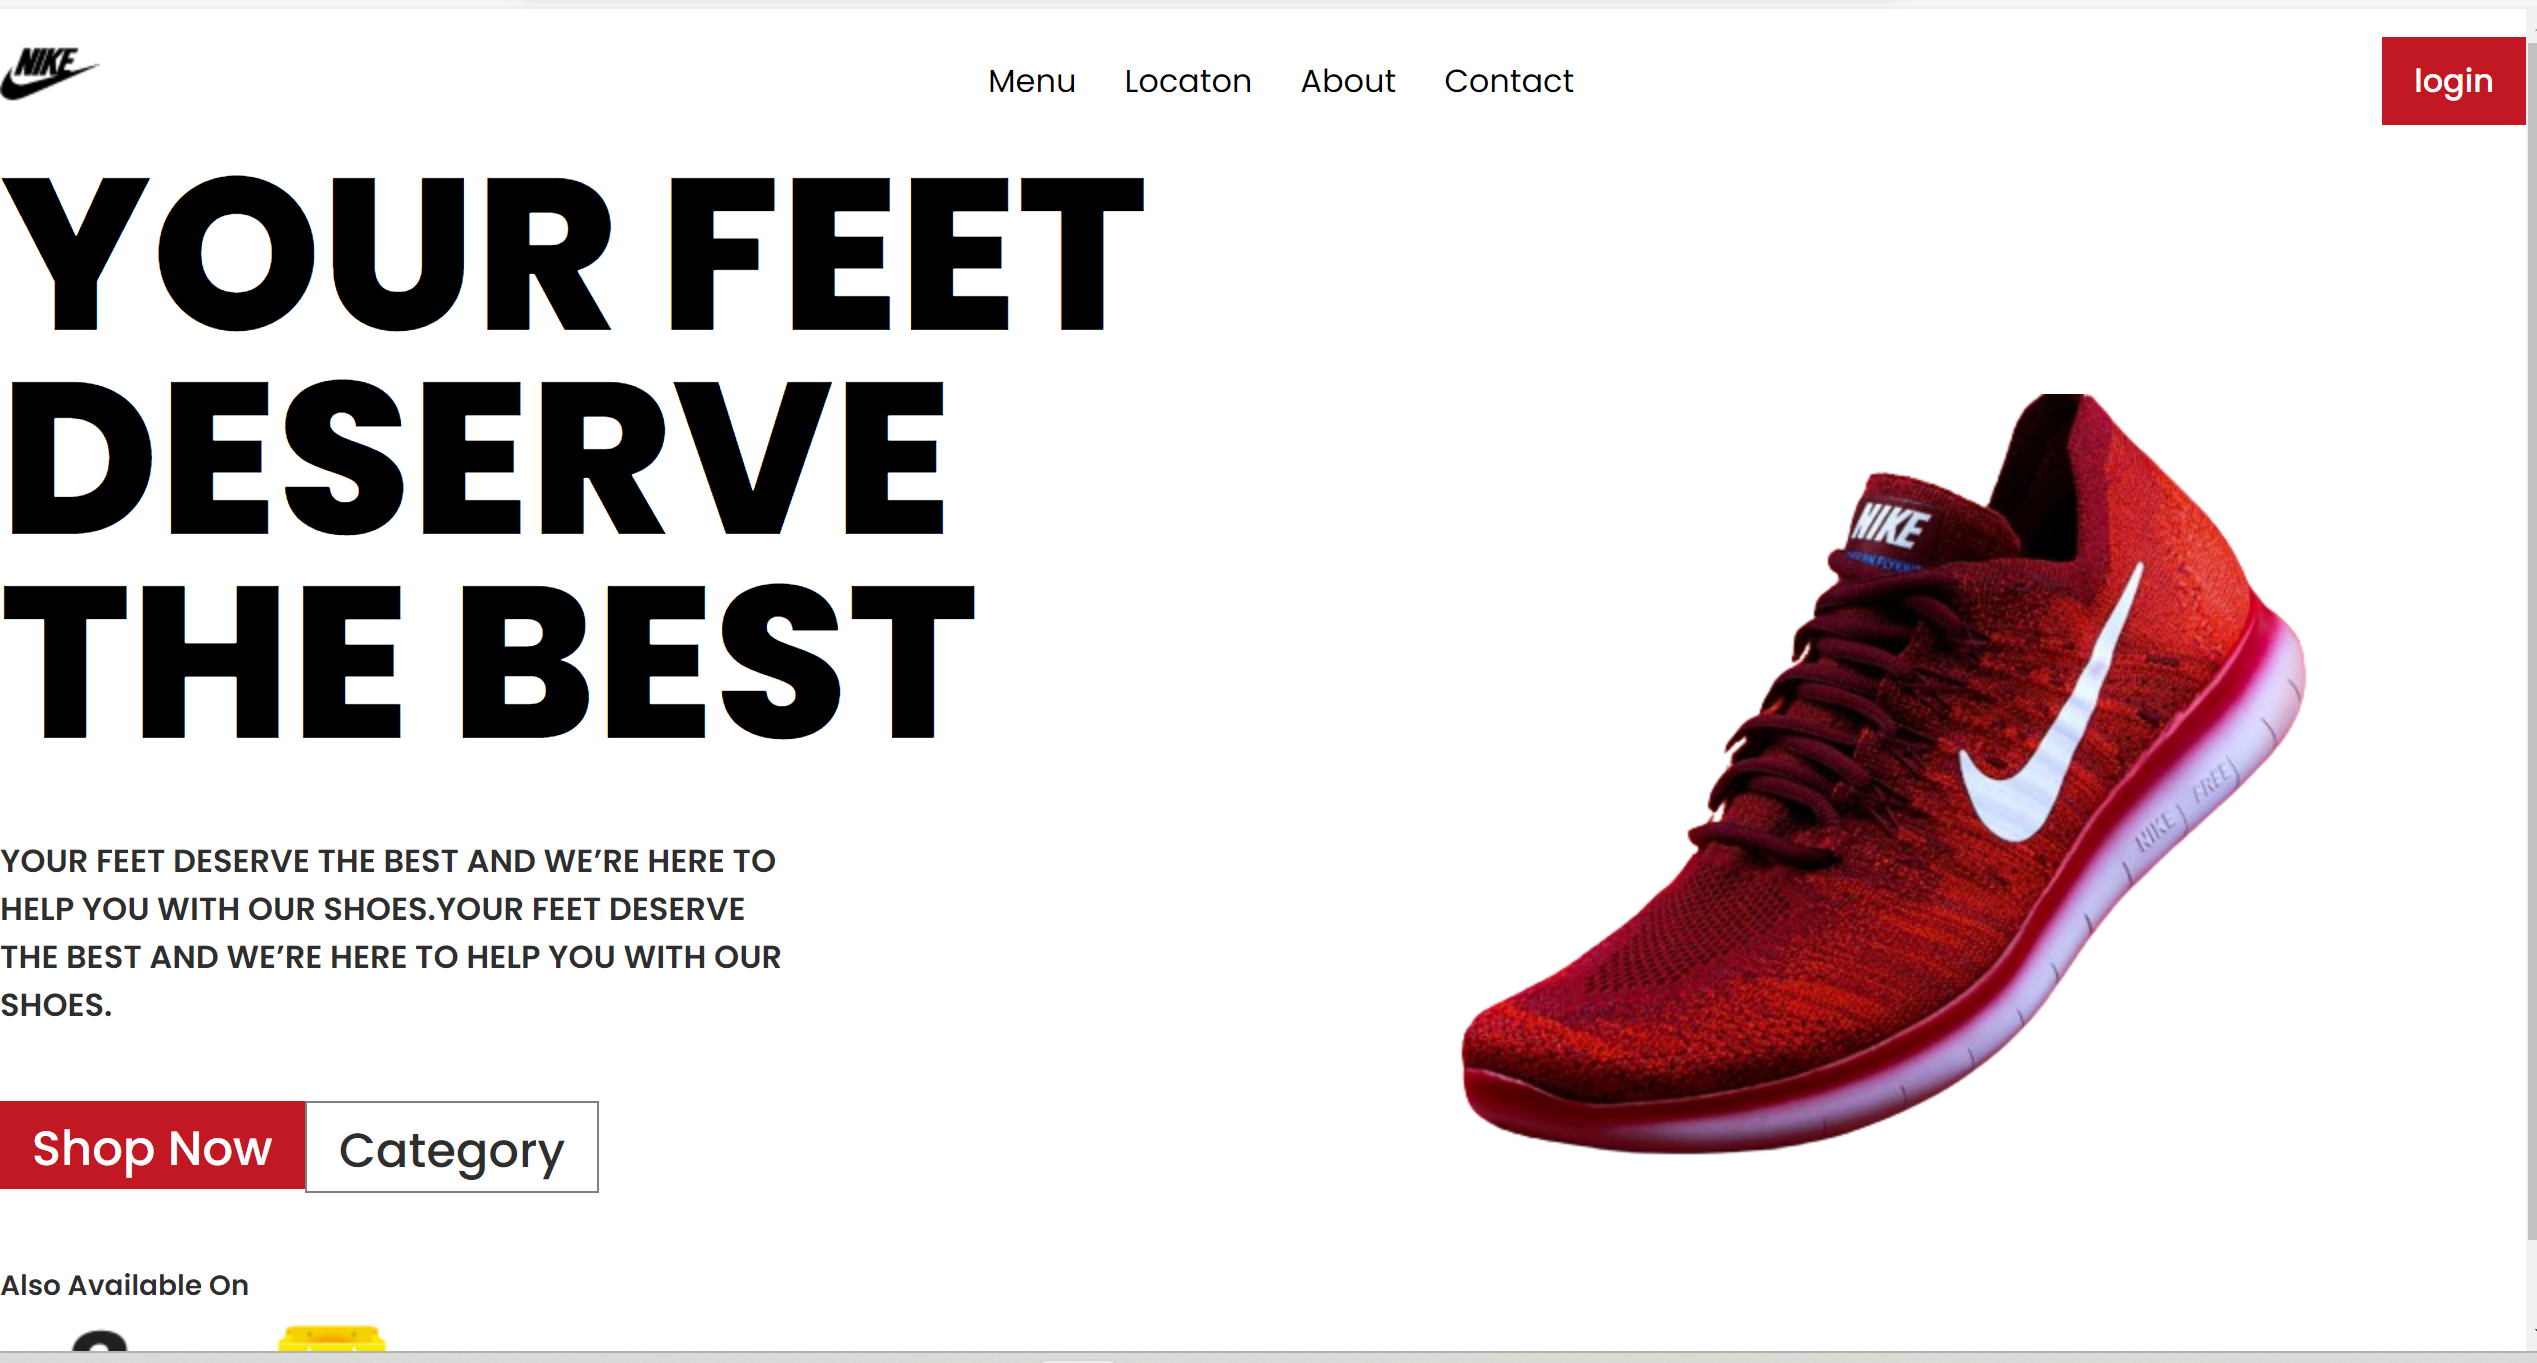 NIKE
Menu Locaton About Contact
login
YOUR FEET
DESERVE
THE BEST
NIKE
NIKE FREE
YOUR FEET DESERVE THE BEST AND WE’RE HERE TO
HELP YOU WITH OUR SHOES.YOUR FEET DESERVE
THE BEST AND WE’RE HERE TO HELP YOU WITH OUR
SHOES.
Shop Now Category
Also Available On